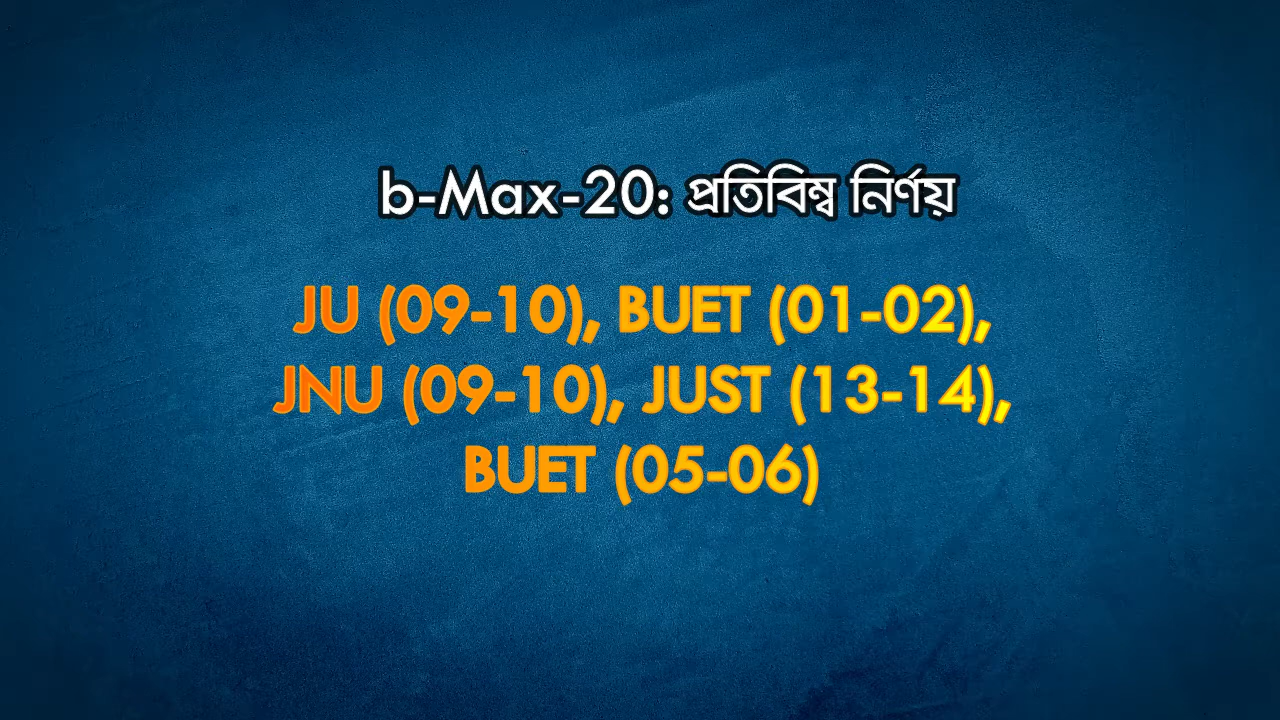 b-Max-20: প্রতিবিম্ব নির্ণয়
JU (09-10), BUET (01-02),
JNU (09-10), JUST (13-14),
BUET (05-06)